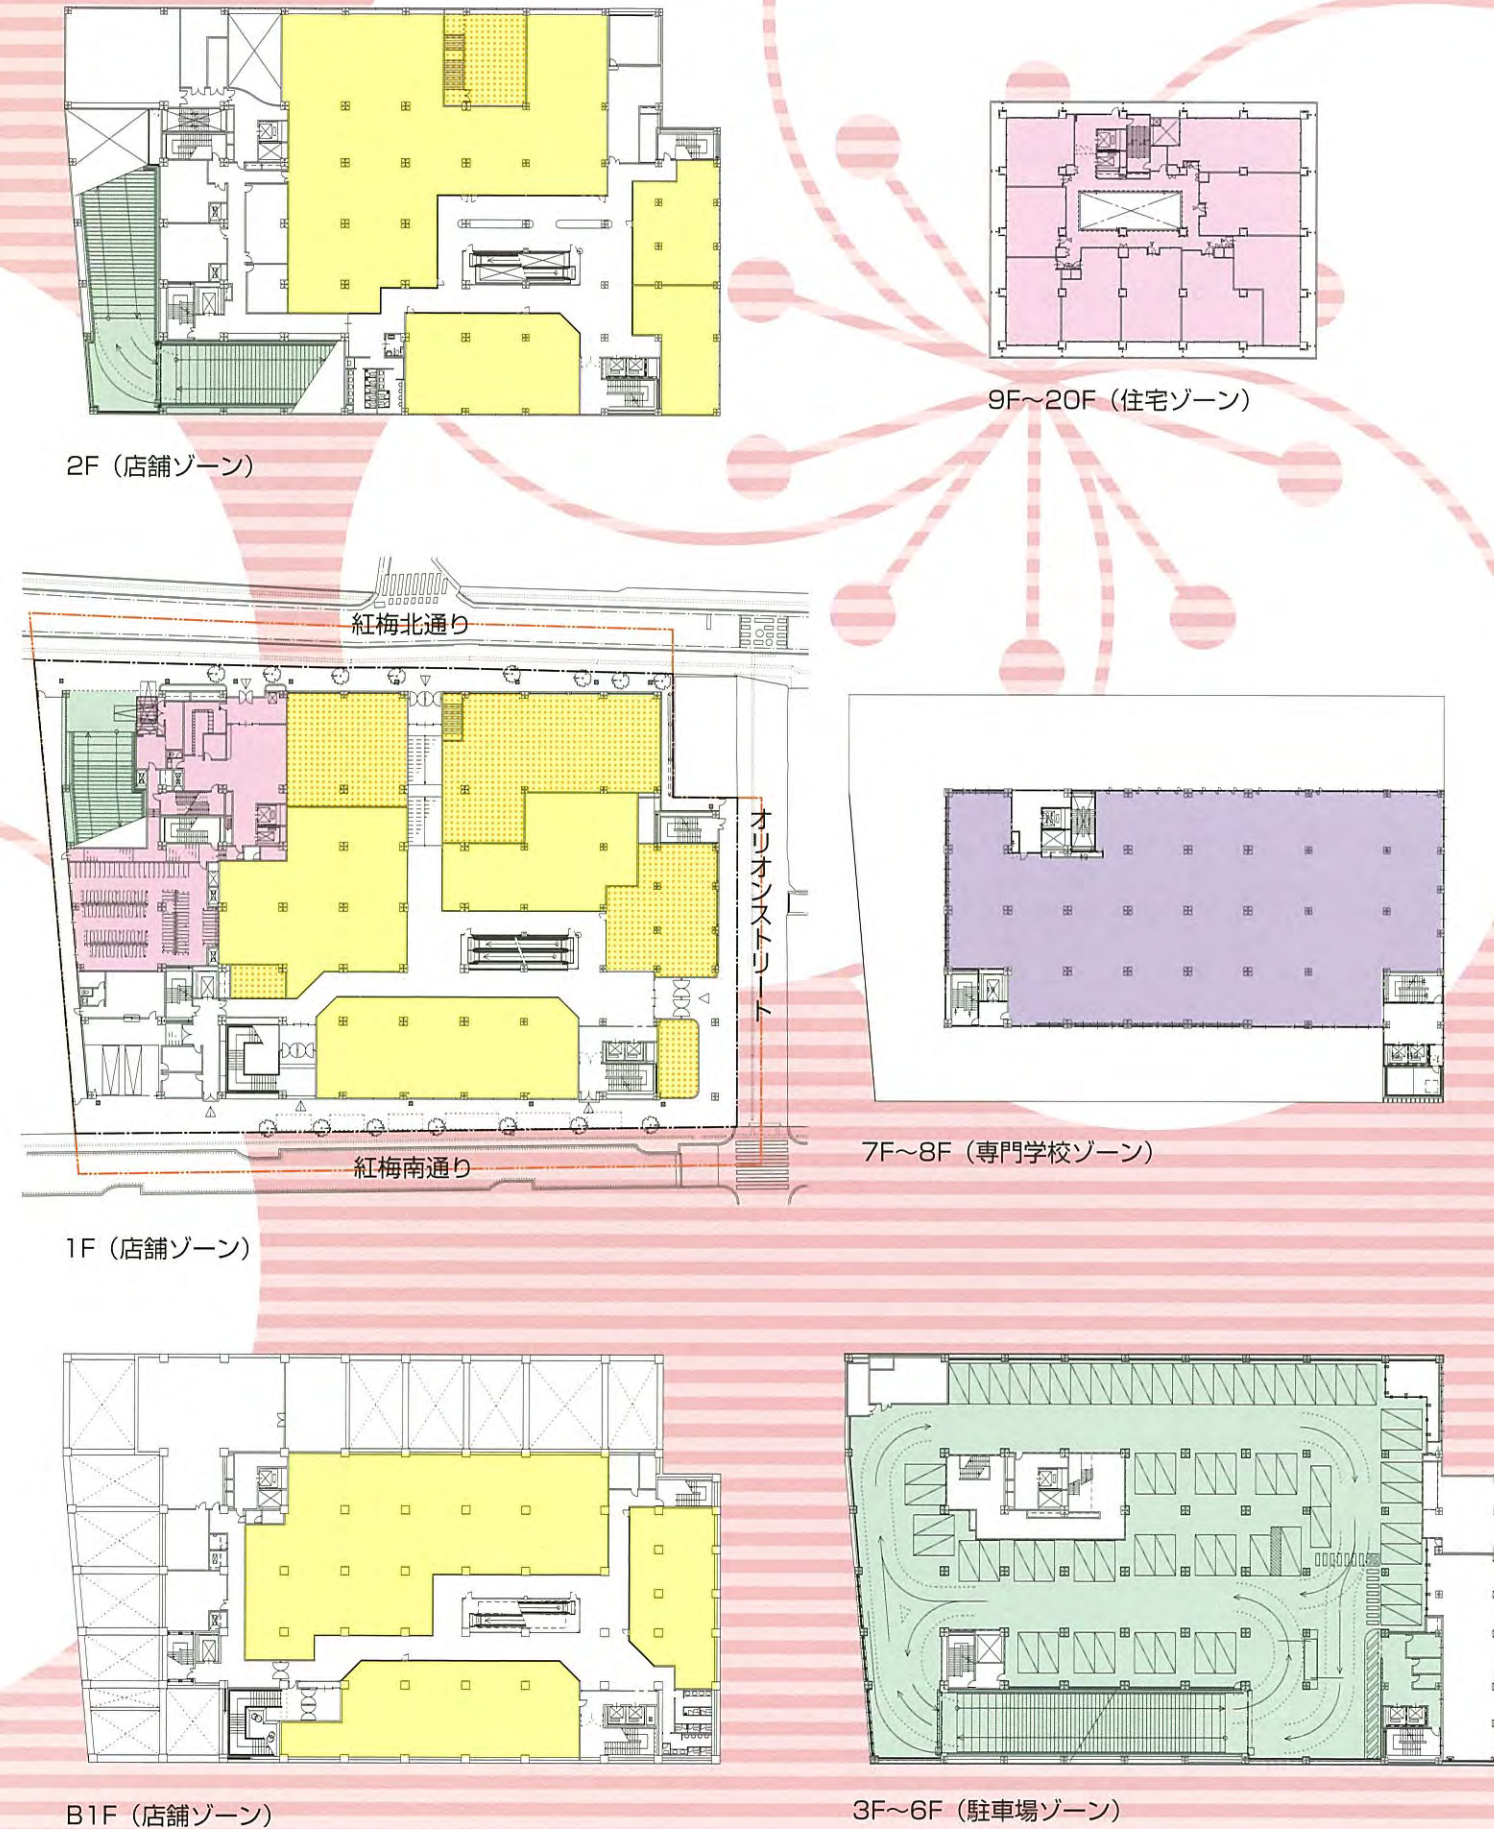 2F（店舗ゾーン）
9F〜20F（住宅ゾーン）
紅梅北通り
オリオンストリート
紅梅南通り
1F（店舗ゾーン）
7F〜8F（専門学校ゾーン）
B1F（店舗ゾーン）
3F〜6F（駐車場ゾーン）